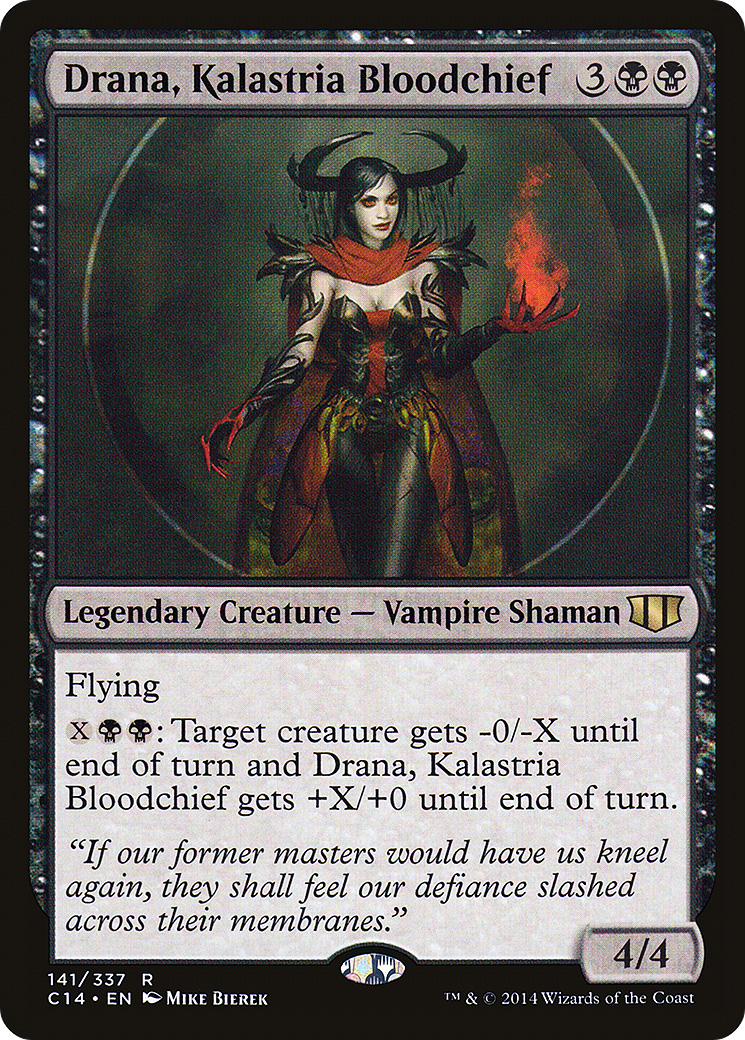 Drana, Kalastria Bloodchief 3
Legendary Creature — Vampire Shaman
Flying
X: Target creature gets -0/-X until
end of turn and Drana, Kalastria
Bloodchief gets +X/+0 until end of turn.
“If our former masters would have us kneel
again, they shall feel our defiance slashed
across their membranes.”
4/4
141/337 R
C14 • EN Mike Bierek
™ & © 2014 Wizards of the Coast